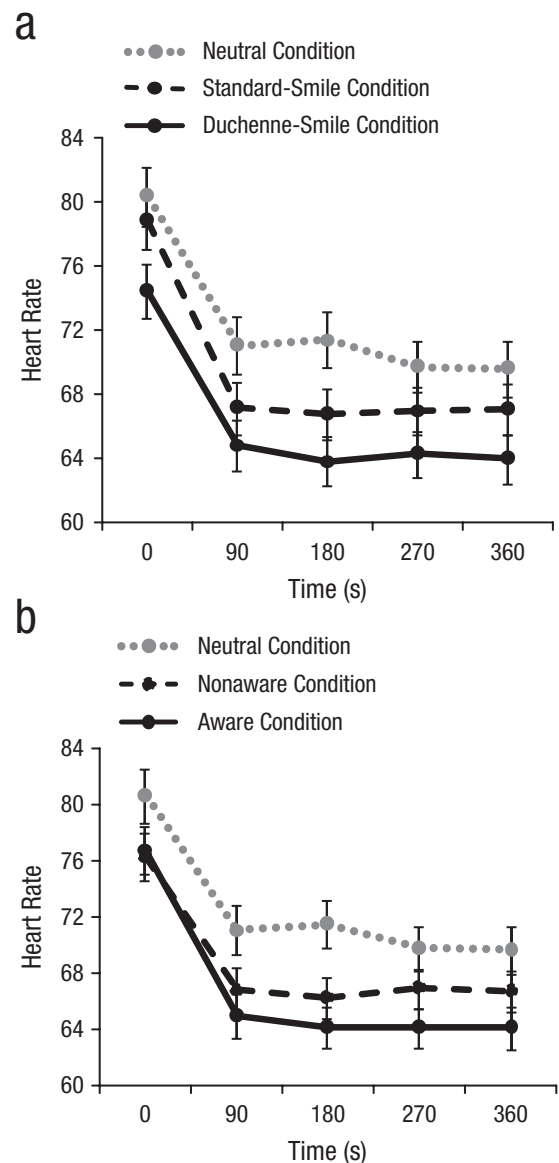 a
Neutral Condition
Standard-Smile Condition
Duchenne-Smile Condition
84
80
76
72
68
64
60
Heart Rate
0 90 180 270 360
Time (s)
b
Neutral Condition
Nonaware Condition
Aware Condition
84
80
76
72
68
64
60
Heart Rate
0 90 180 270 360
Time (s)